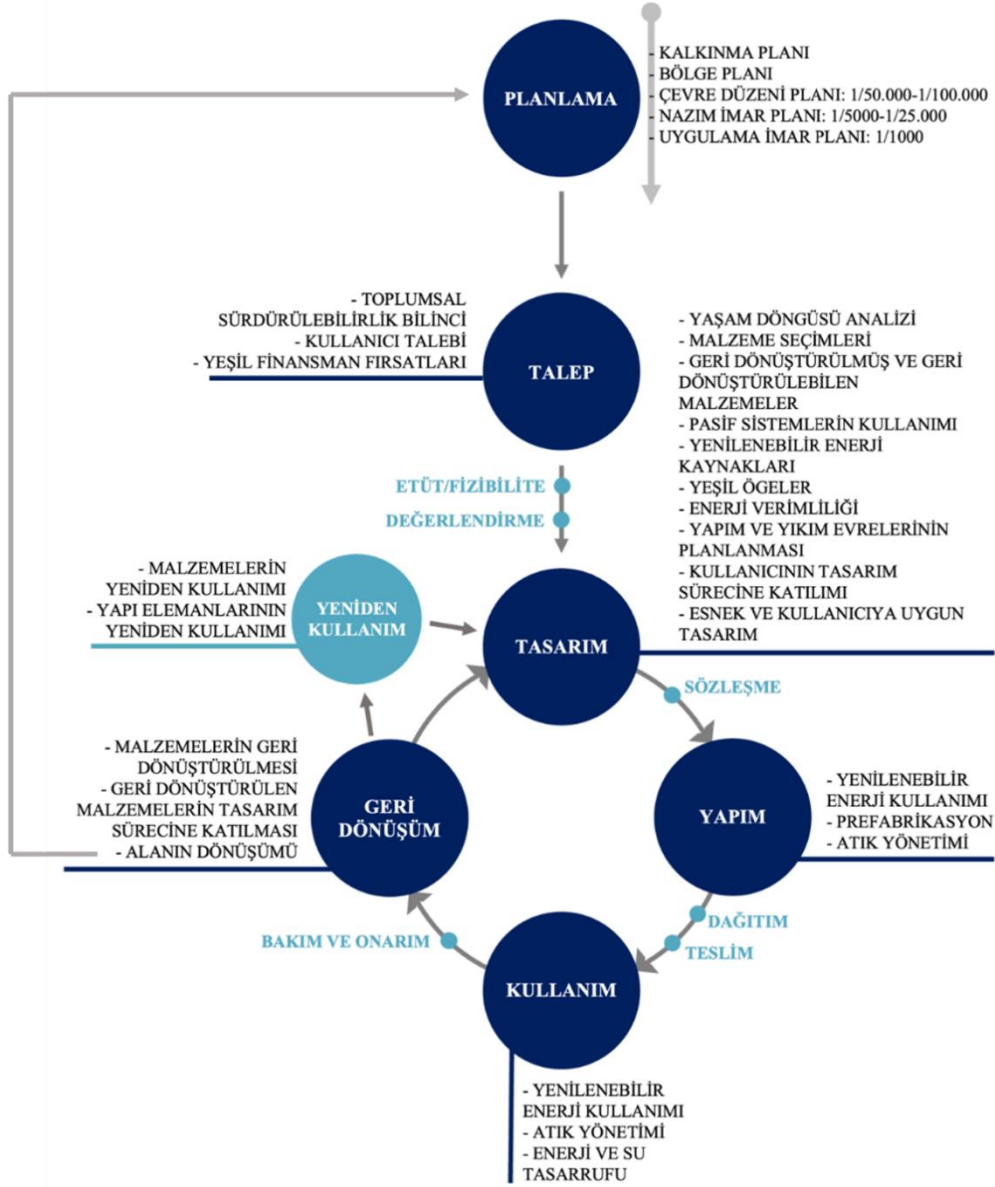 PLANLAMA
- KALKINMA PLANI
- BÖLGE PLANI
- ÇEVRE DÜZENİ PLANI: 1/50.000-1/100.000
- NAZIM İMAR PLANI: 1/5000-1/25.000
- UYGULAMA İMAR PLANI: 1/1000
- TOPLUMSAL
SÜRDÜRÜLEBİLİRLİK BİLİNCİ
- KULLANICI TALEBİ
- YEŞİL FİNANSMAN FIRSATLARI
TALEP
- YAŞAM DÖNGÜSÜ ANALİZİ
- MALZEME SEÇİMLERİ
- GERİ DÖNÜŞTÜRÜLMÜŞ VE GERİ
DÖNÜŞTÜRÜLEBİLEN
MALZEMELER
- PASİF SİSTEMLERİN KULLANIMI
- YENİLENEBİLİR ENERJİ
KAYNAKLARI
- YEŞİL ÖGELER
- ENERJİ VERİMLİLİĞİ
- YAPIM VE YIKIM EVRELERİNİN
PLANLANMASI
- KULLANICININ TASARIM
SÜRECİNE KATILIMI
- ESNEK VE KULLANICIYA UYGUN
TASARIM
ETÜT/FİZİBİLİTE
DEĞERLENDİRME
- MALZEMELERİN
YENİDEN KULLANIMI
- YAPI ELEMANLARININ
YENİDEN KULLANIMI
YENİDEN
KULLANIM
TASARIM
SÖZLEŞME
- MALZEMELERİN GERİ
DÖNÜŞTÜRÜLMESİ
- GERİ DÖNÜŞTÜRÜLEN
MALZEMELERİN TASARIM
SÜRECİNE KATILMASI
- ALANIN DÖNÜŞÜMÜ
GERİ
DÖNÜŞÜM
YAPIM
- YENİLENEBİLİR
ENERJİ KULLANIMI
- PREFABRİKASYON
- ATIK YÖNETİMİ
DAĞITIM
TESLİM
BAKIM VE ONARIM
KULLANIM
- YENİLENEBİLİR
ENERJİ KULLANIMI
- ATIK YÖNETİMİ
- ENERJİ VE SU
TASARRUFU